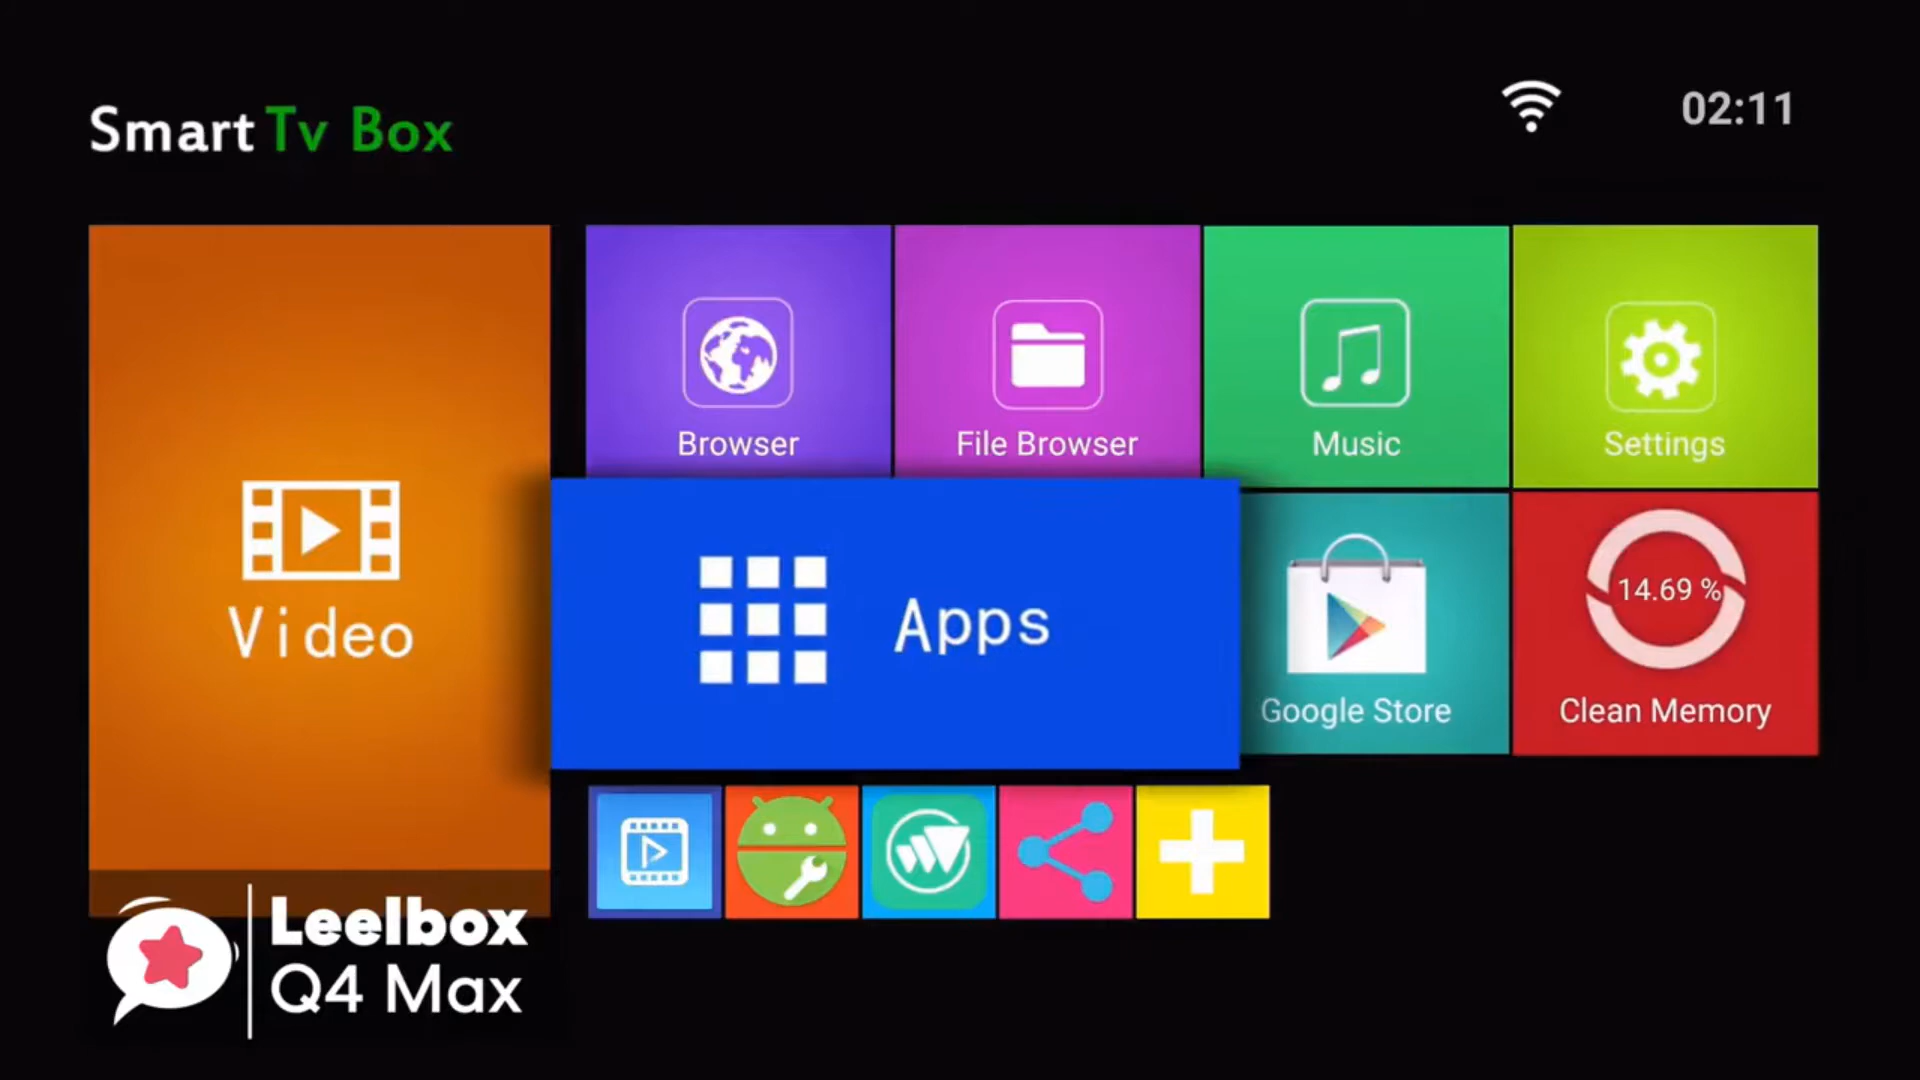 Smart Tv Box
02:11
Browser
File Browser
Music
Settings
Video
Apps
Google Store
14.69 %
Clean Memory
Leelbox
Q4 Max